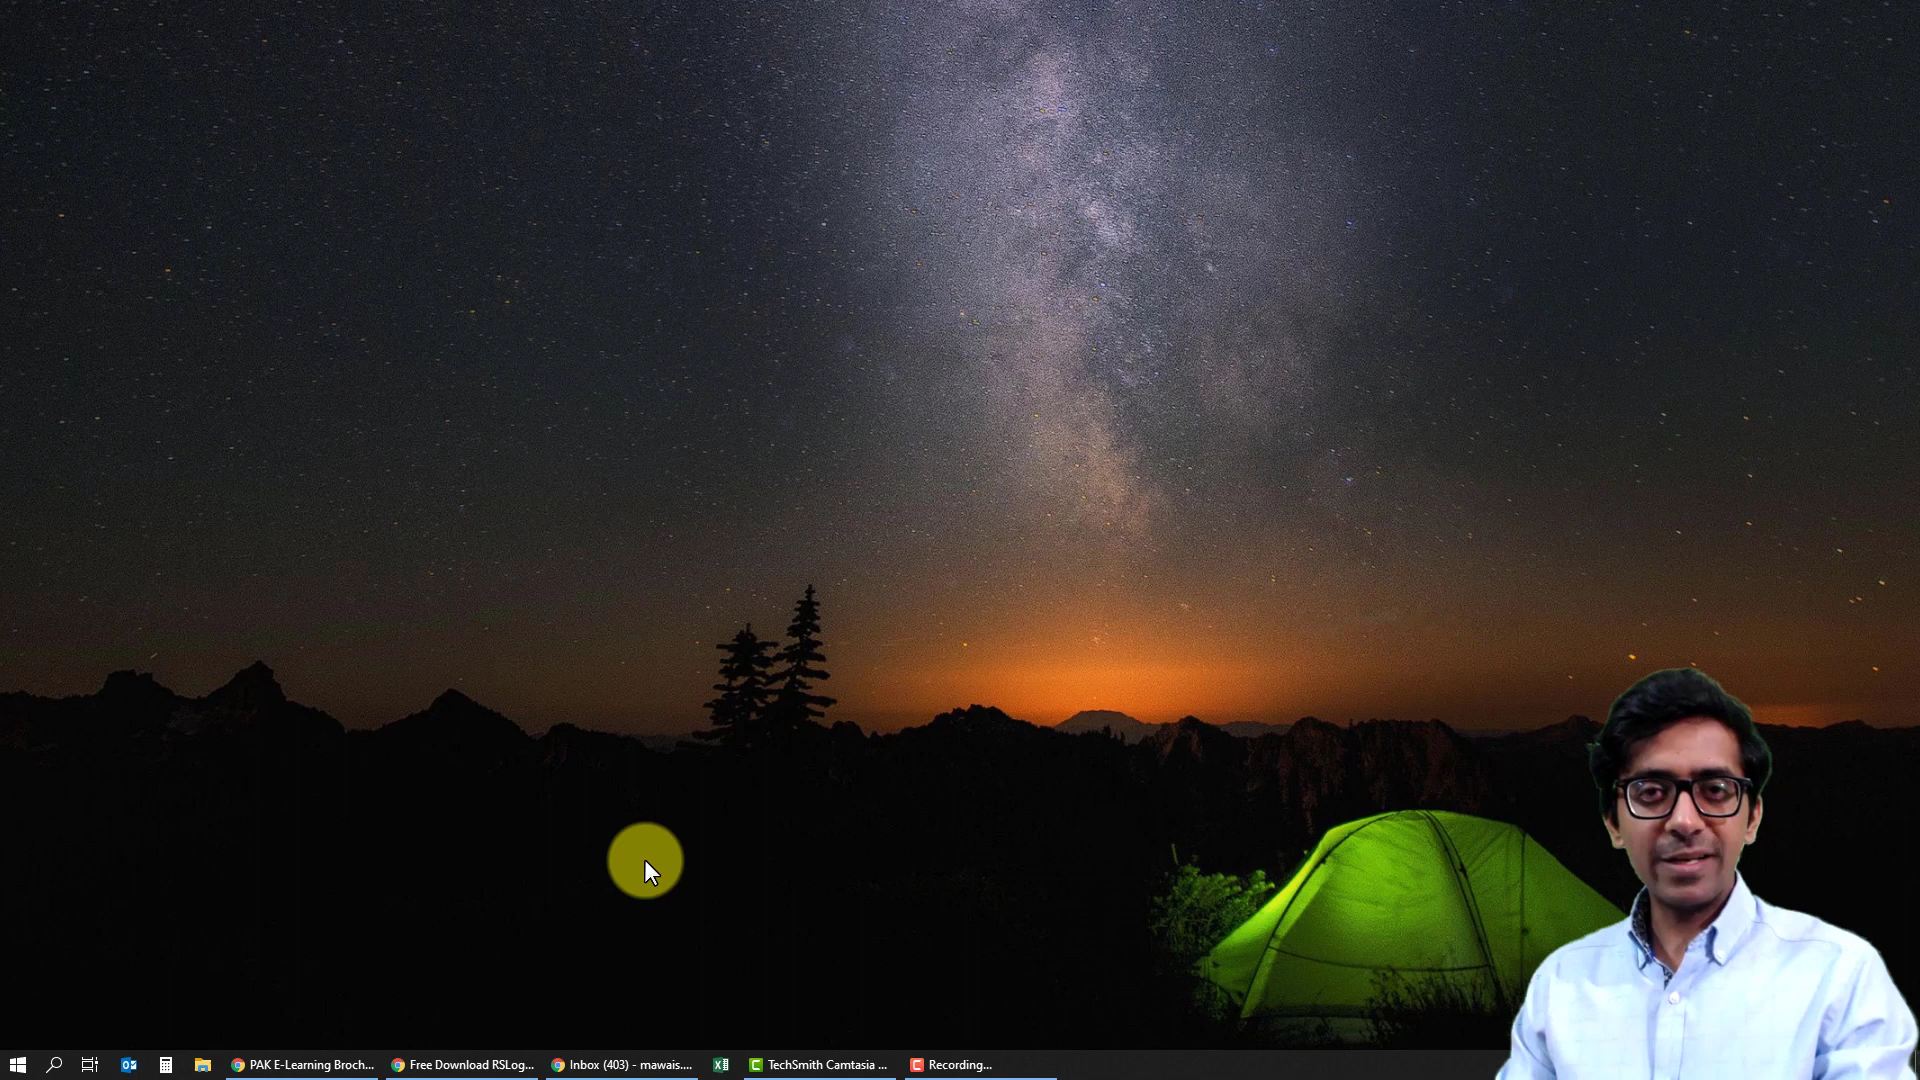 PAK E-Learning Broch...
Free Download RSLog...
Inbox (403) - mawais....
TechSmith Camtasia ...
Recording...